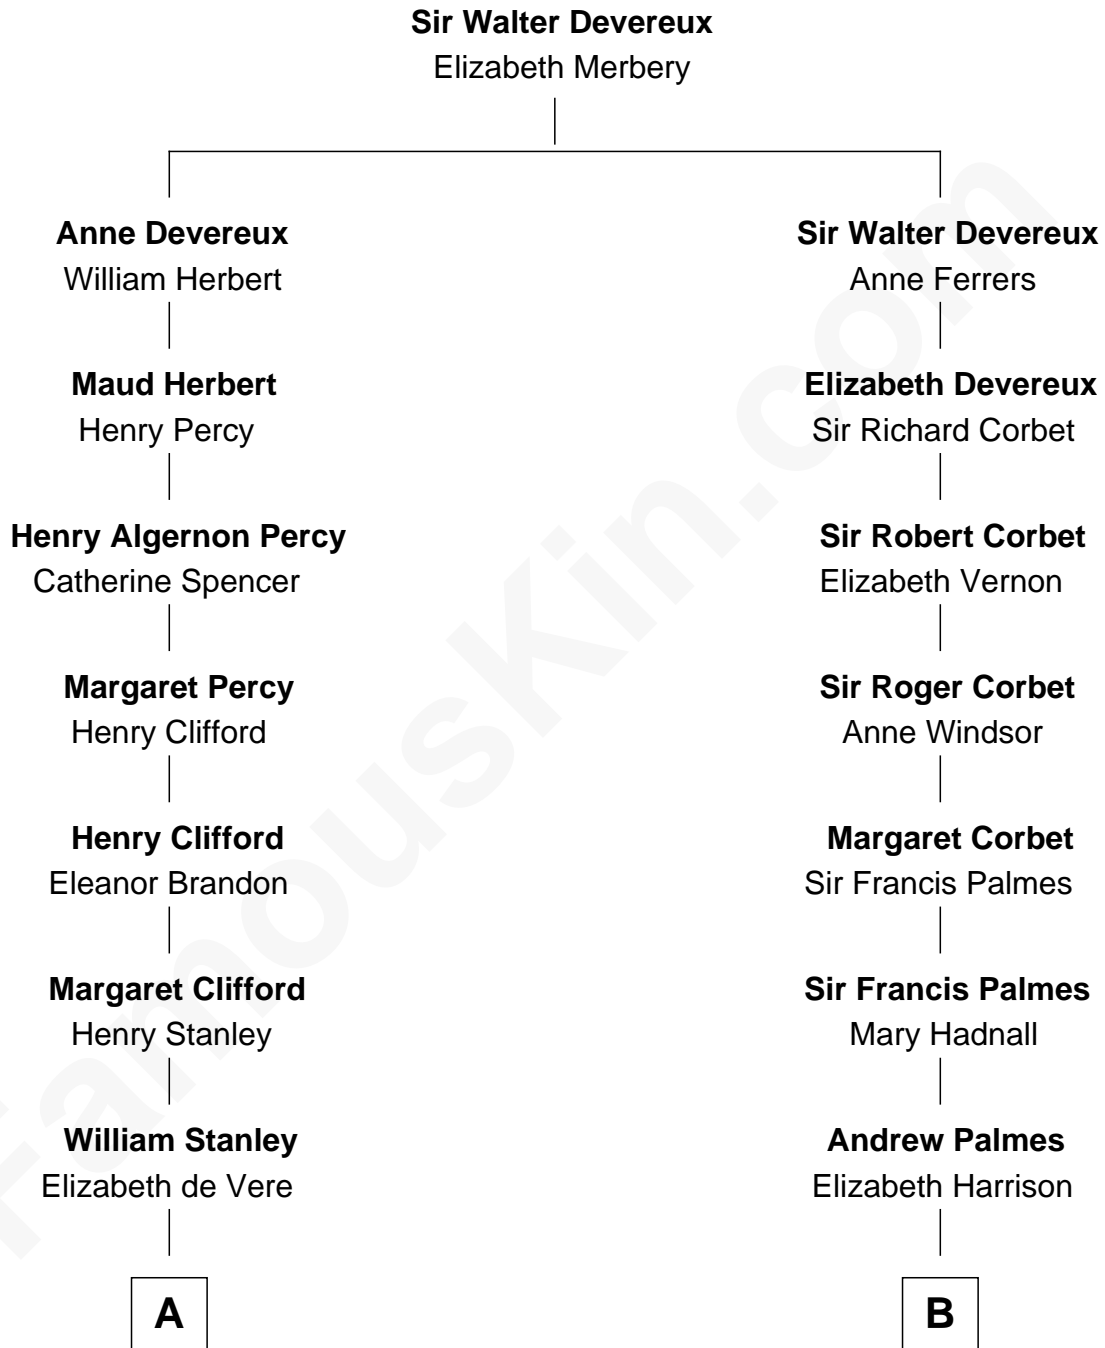 Sir Walter Devereux
Elizabeth Merbery
Anne Devereux
William Herbert
Sir Walter Devereux
Anne Ferrers
Maud Herbert
Henry Percy
Elizabeth Devereux
Sir Richard Corbet
Henry Algernon Percy
Catherine Spencer
Sir Robert Corbet
Elizabeth Vernon
Margaret Percy
Henry Clifford
Sir Roger Corbet
Anne Windsor
Henry Clifford
Eleanor Brandon
Margaret Corbet
Sir Francis Palmes
Margaret Clifford
Henry Stanley
Sir Francis Palmes
Mary Hadnall
William Stanley
Elizabeth de Vere
Andrew Palmes
Elizabeth Harrison
A
B
FamousKin.com